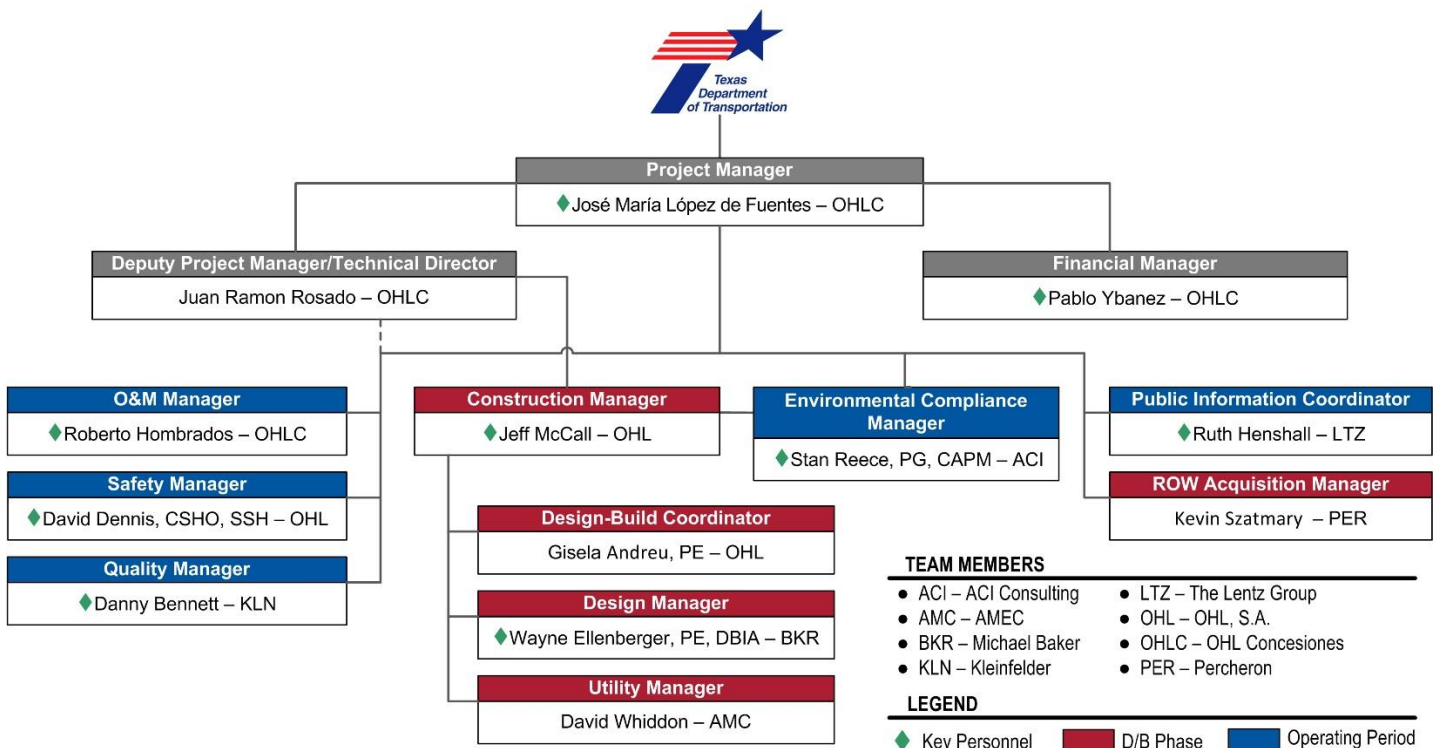 Texas
Department
of Transportation
Project Manager
José María López de Fuentes – OHLC
Deputy Project Manager/Technical Director
Juan Ramon Rosado – OHLC
Financial Manager
Pablo Ybanez – OHLC
O&M Manager
Roberto Hombrados – OHLC
Safety Manager
David Dennis, CSHO, SSH – OHL
Quality Manager
Danny Bennett – KLN
Construction Manager
Jeff McCall – OHL
Design-Build Coordinator
Gisela Andreu, PE – OHL
Design Manager
Wayne Ellenberger, PE, DBIA – BKR
Utility Manager
David Whiddon – AMC
Environmental Compliance
Manager
Stan Reece, PG, CAPM – ACI
Public Information Coordinator
Ruth Henshall – LTZ
ROW Acquisition Manager
Kevin Szatmary – PER
TEAM MEMBERS
● ACI – ACI Consulting
● AMC – AMEC
● BKR – Michael Baker
● KLN – Kleinfelder
● LTZ – The Lentz Group
● OHL – OHL, S.A.
● OHLC – OHL Concesiones
● PER – Percheron
LEGEND
Key Personnel
D/B Phase
Operating Period